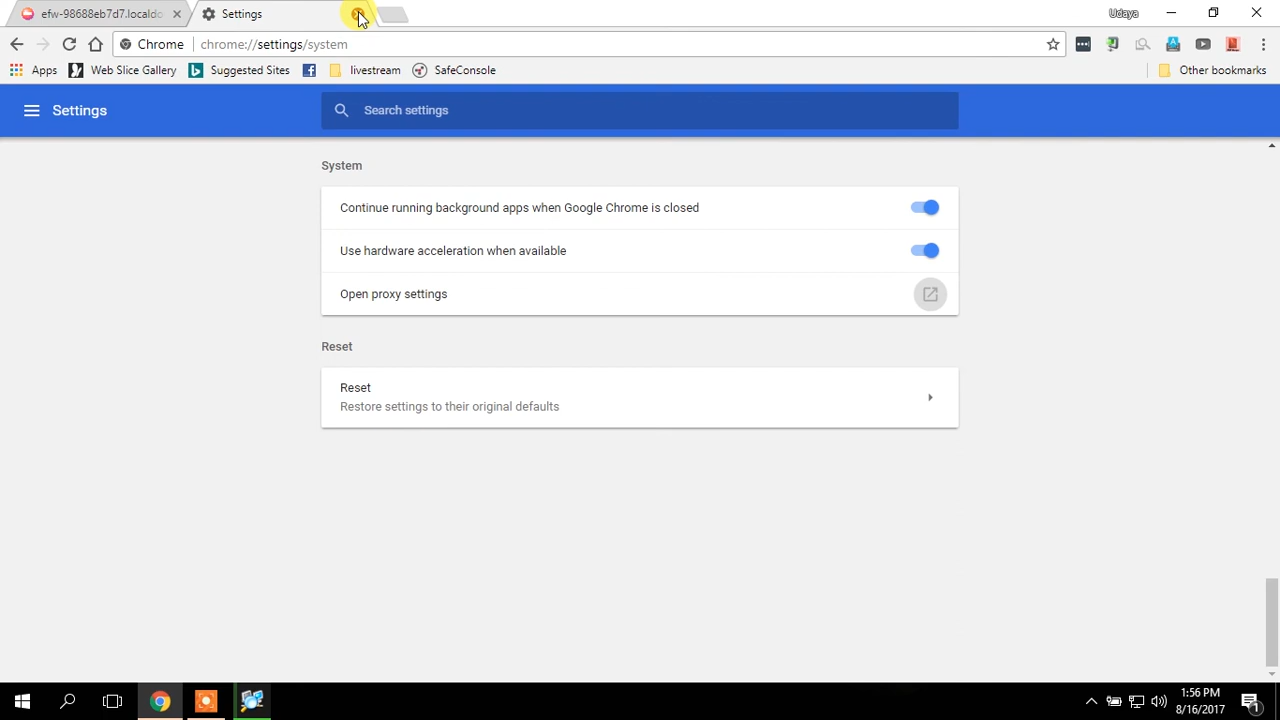 efw-98688eb7d7.localdo
Settings
Udaya
Chrome chrome://settings/system
Apps Web Slice Gallery Suggested Sites livestream SafeConsole Other bookmarks
Settings
Search settings
System
Continue running background apps when Google Chrome is closed
Use hardware acceleration when available
Open proxy settings
Reset
Reset
Restore settings to their original defaults
1:56 PM
8/16/2017
1